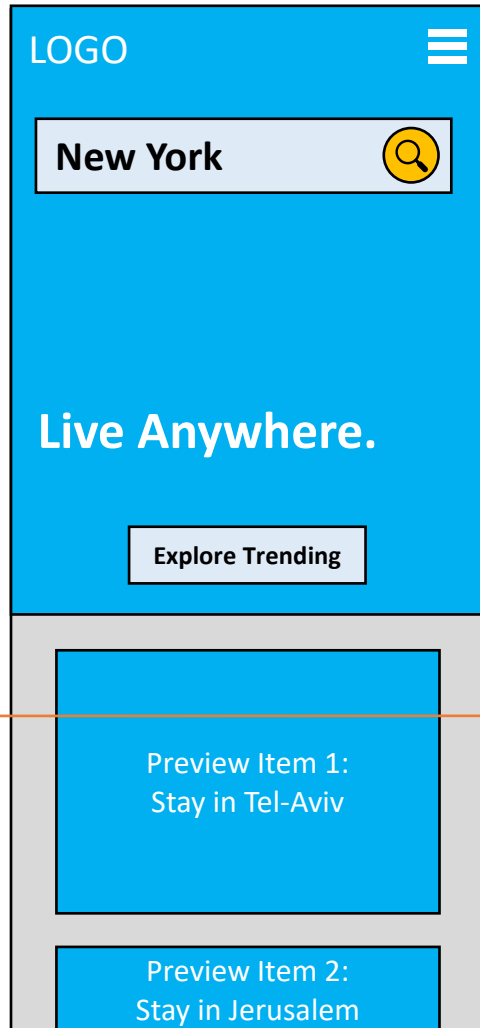 LOGO
New York
Live Anywhere.
Explore Trending
Preview Item 1:
Stay in Tel-Aviv
Preview Item 2:
Stay in Jerusalem